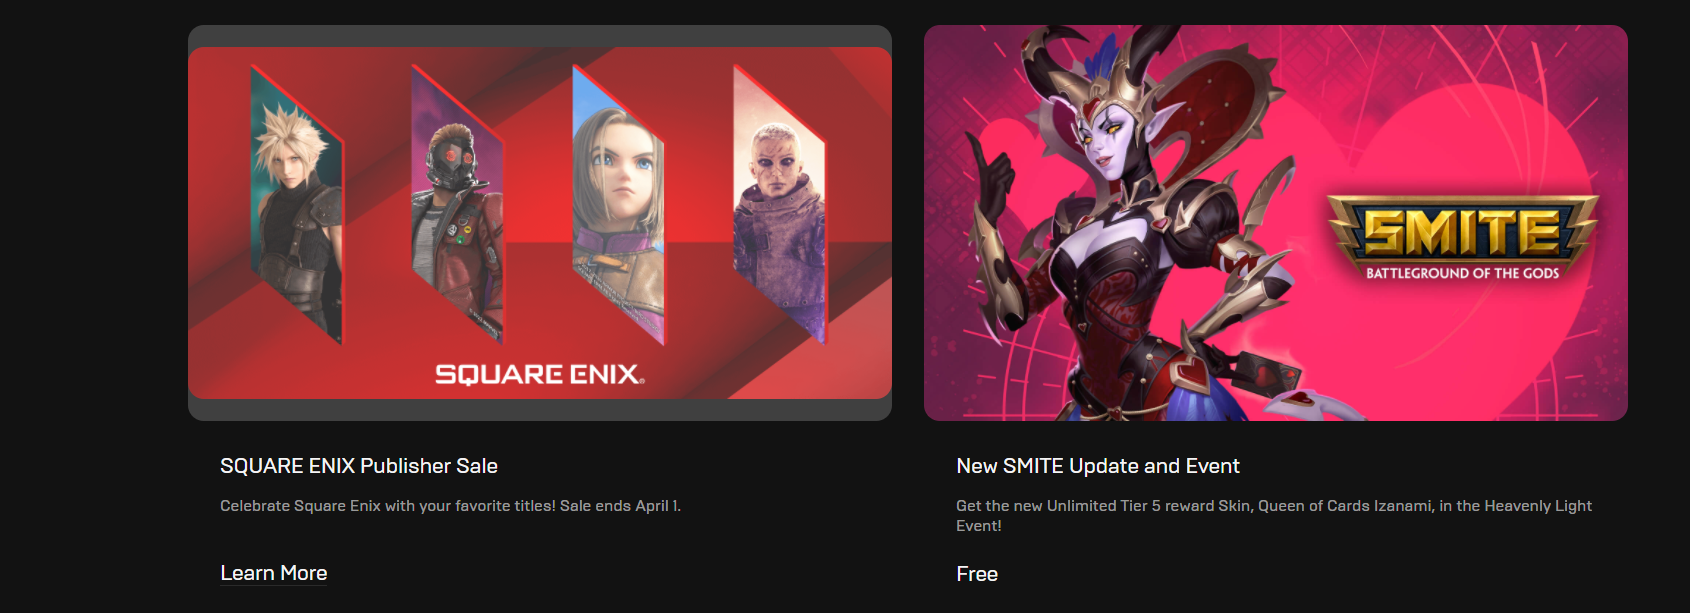 SQUARE ENIX®
SMITE
BATTLEGROUND OF THE GODS
SQUARE ENIX Publisher Sale
Celebrate Square Enix with your favorite titles! Sale ends April 1.
Learn More
New SMITE Update and Event
Get the new Unlimited Tier 5 reward Skin, Queen of Cards Izanami, in the Heavenly Light
Event!
Free